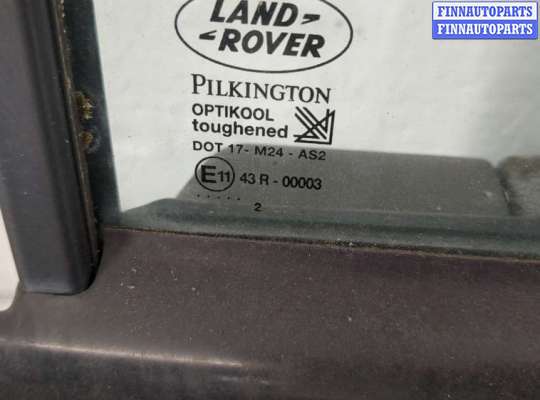 FINNAUTOPARTS
FINNAUTOPARTS
LAND
ROVER
PILKINGTON
OPTIKOOL
toughened
DOT 17- M24 - AS2
E11 43 R - 00003
. . . . .
2